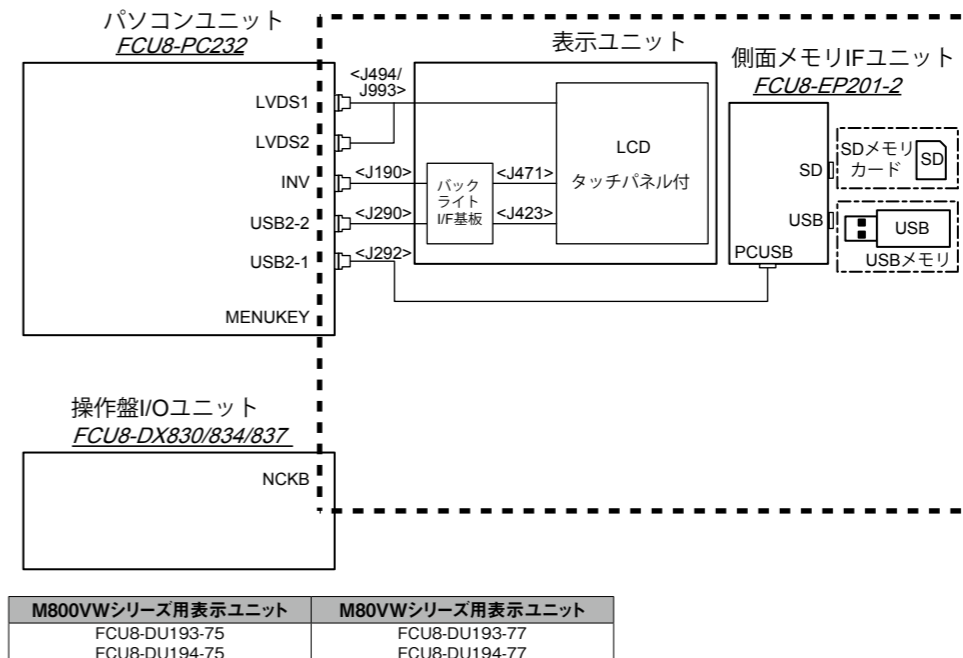 パソコンユニット
FCU8-PC232
表示ユニット
側面メモリIFユニット
FCU8-EP201-2
<J494/
J993>
LVDS1
LVDS2
LCD
タッチパネル付
INV
<J190>
バック
ライト
I/F基板
<J471>
USB2-2
<J290>
<J423>
USB2-1
<J292>
MENUKEY
SD
SDメモリ
カード
SD
USB
USB
USBメモリ
PCUSB
操作盤I/Oユニット
FCU8-DX830/834/837
NCKB
M800VWシリーズ用表示ユニット M80VWシリーズ用表示ユニット
FCU8-DU193-75 FCU8-DU193-77
FCU8-DU194-75 FCU8-DU194-77